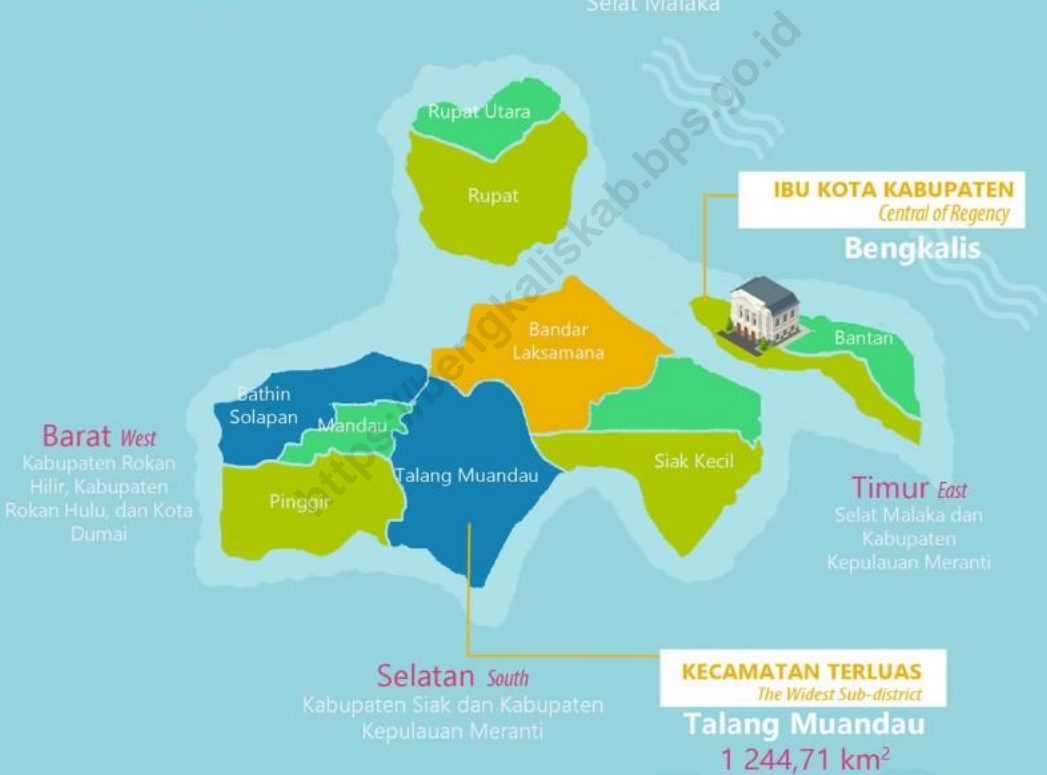 Selat Malaka
Rupat Utara
Rupat
IBU KOTA KABUPATEN
Central of Regency
Bengkalis
Bandar
Laksamana
Bantan
Bathin
Solapan
Mandau
Barat West
Kabupaten Rokan
Hilir, Kabupaten
Rokan Hulu, dan Kota
Dumai
Talang Muandau
Siak Kecil
Pinggir
Timur East
Selat Malaka dan
Kabupaten
Kepulauan Meranti
Selatan South
Kabupaten Siak dan Kabupaten
Kepulauan Meranti
KECAMATAN TERLUAS
The Widest Sub-district
Talang Muandau
1 244,71 km²
https://bengkaliskab.bps.go.id